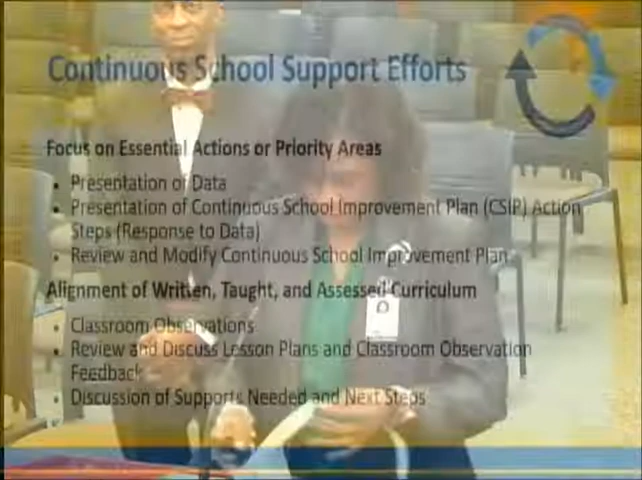 Continuous School Support Efforts
Focus on Essential Actions or Priority Areas
Presentation of Data
Presentation of Continuous School Improvement Plan (CSIP) Action
Steps (Response to Data)
Review and Modify Continuous School Improvement Plan
Alignment of Written, Taught, and Assessed Curriculum
Classroom Observations
Review and Discuss Lesson Plans and Classroom Observation
Feedback
Discussion of Supports Needed and Next Steps